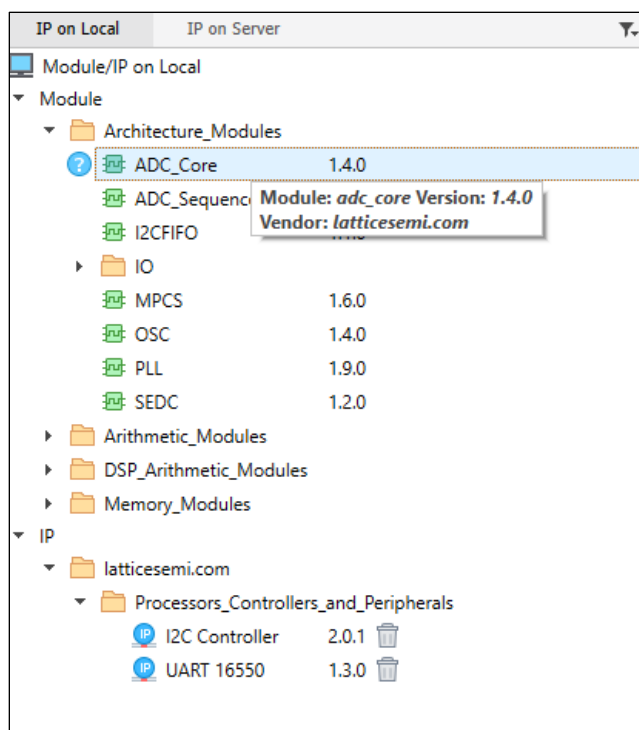 IP on Local IP on Server
Module/IP on Local
Module
Architecture_Modules
? ADC_Core 1.4.0
ADC_Sequenc
Module: adc_core Version: 1.4.0
Vendor: latticesemi.com
I2CFIFO
IO
MPCS 1.6.0
OSC 1.4.0
PLL 1.9.0
SEDC 1.2.0
Arithmetic_Modules
DSP_Arithmetic_Modules
Memory_Modules
IP
latticesemi.com
Processors_Controllers_and_Peripherals
IP I2C Controller 2.0.1
IP UART 16550 1.3.0